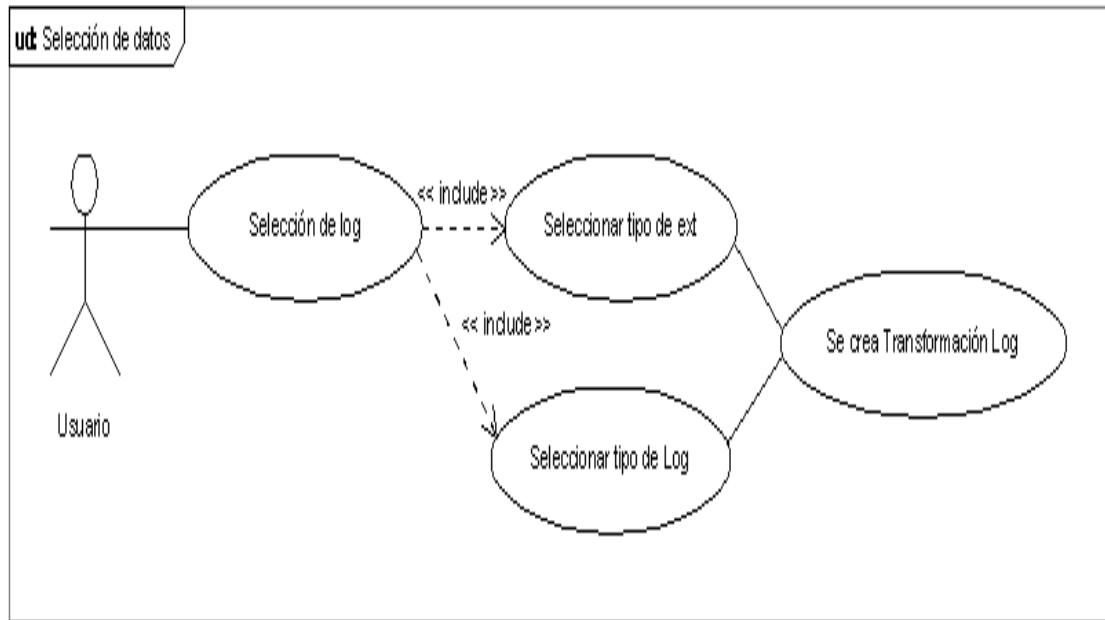 ud: Selección de datos
<< include >>
Selección de log
Seleccionar tipo de ext
<< include >>
Se crea Transformación Log
Usuario
Seleccionar tipo de Log